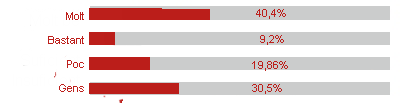 Molt 40,4%
Bastant 9,2%
Poc 19,86%
Gens 30,5%